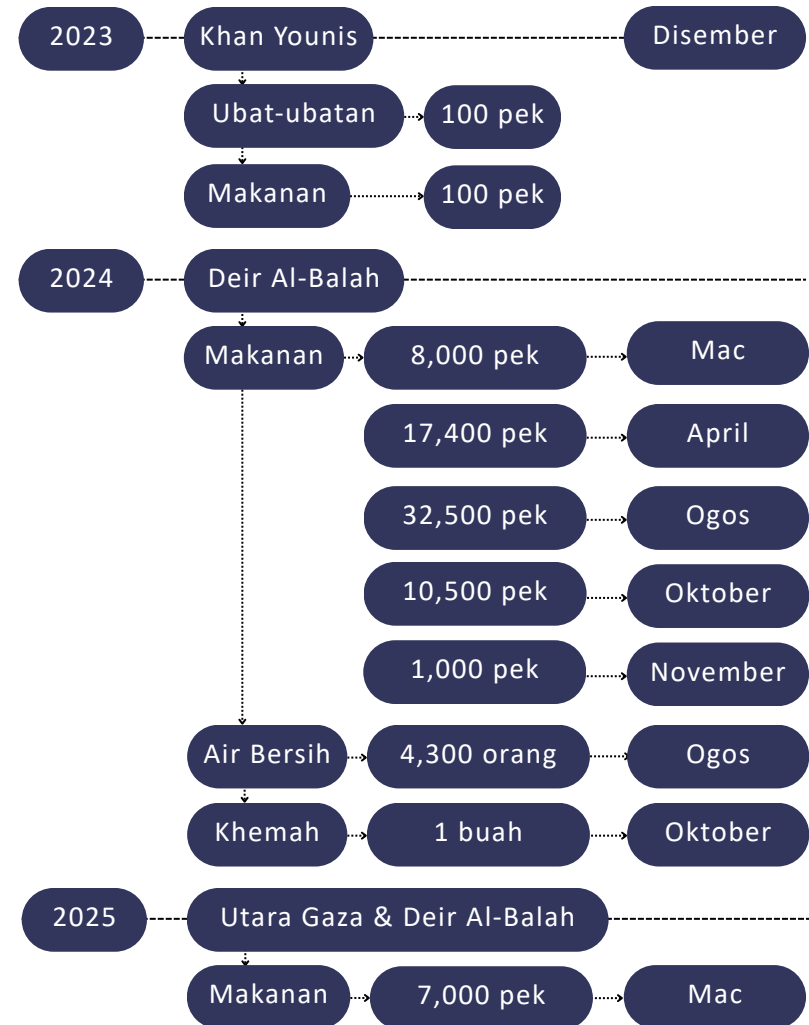 2023 Khan Younis Disember
Ubat-ubatan 100 pek
Makanan 100 pek
2024 Deir Al-Balah
Makanan 8,000 pek Mac
17,400 pek April
32,500 pek Ogos
10,500 pek Oktober
1,000 pek November
Air Bersih 4,300 orang Ogos
Khemah 1 buah Oktober
2025 Utara Gaza & Deir Al-Balah
Makanan 7,000 pek Mac